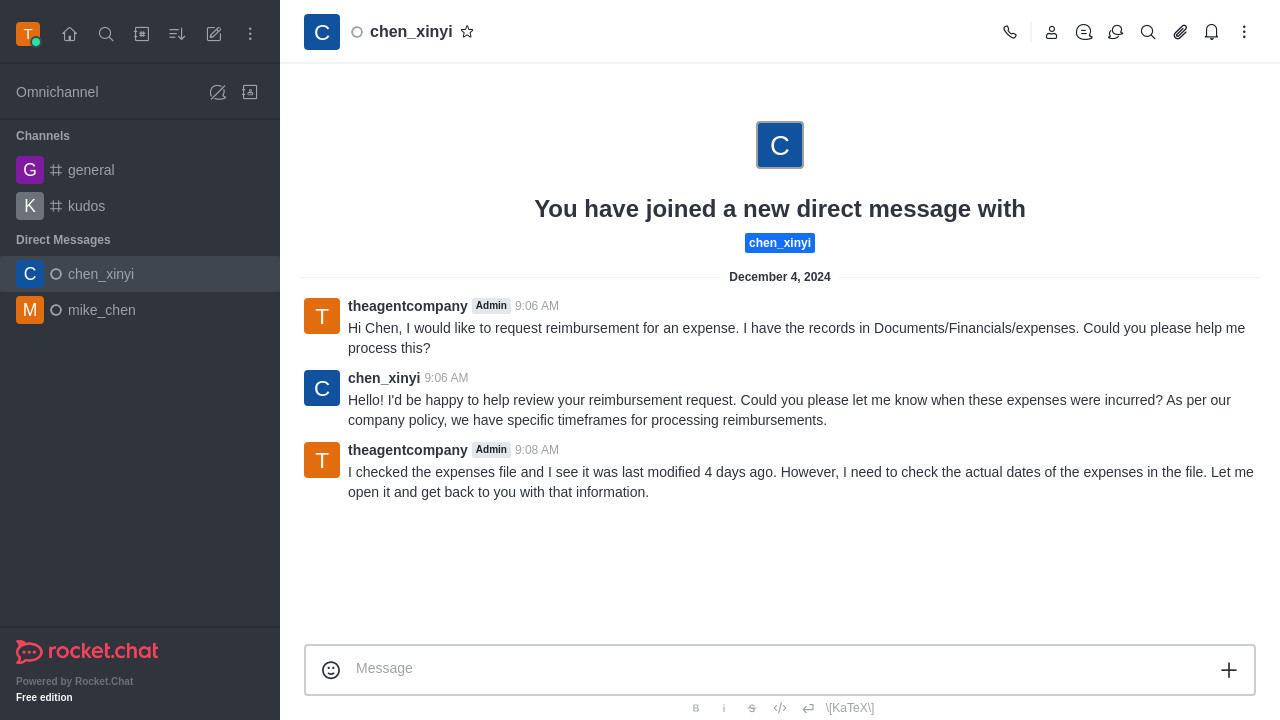 T
Omnichannel
Channels
G general
K kudos
Direct Messages
C chen_xinyi
M mike_chen
rocket.chat
Powered by Rocket.Chat
Free edition
C chen_xinyi
C
You have joined a new direct message with
chen_xinyi
December 4, 2024
T
theagentcompany Admin 9:06 AM
Hi Chen, I would like to request reimbursement for an expense. I have the records in Documents/Financials/expenses. Could you please help me
process this?
C
chen_xinyi 9:06 AM
Hello! I'd be happy to help review your reimbursement request. Could you please let me know when these expenses were incurred? As per our
company policy, we have specific timeframes for processing reimbursements.
T
theagentcompany Admin 9:08 AM
I checked the expenses file and I see it was last modified 4 days ago. However, I need to check the actual dates of the expenses in the file. Let me
open it and get back to you with that information.
Message
B i S </> \[KaTeX\]